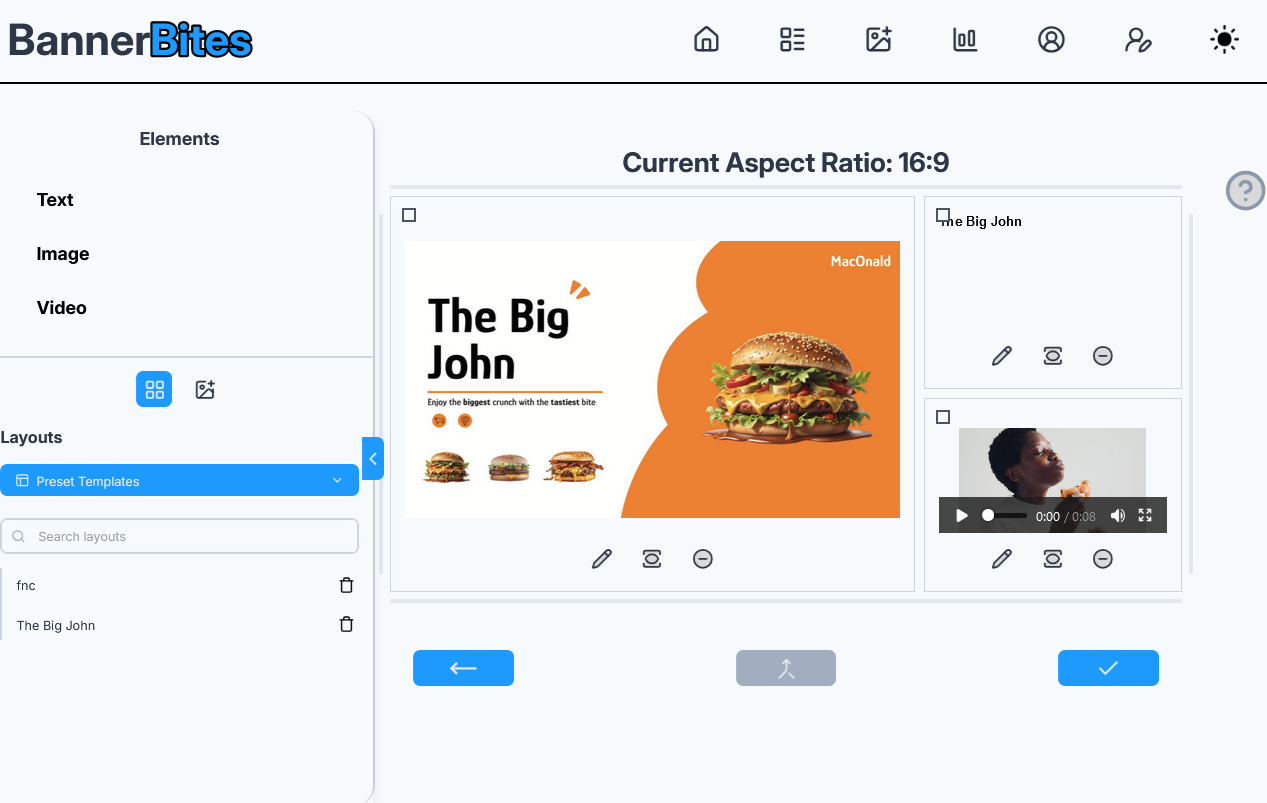 BannerBites
Elements
Text
Image
Video
Layouts
Preset Templates
Search layouts
fnc
The Big John
Current Aspect Ratio: 16:9
MacOnald
The Big
John
Enjoy the biggest crunch with the tastiest bite
The Big John
0:00 / 0:08
?